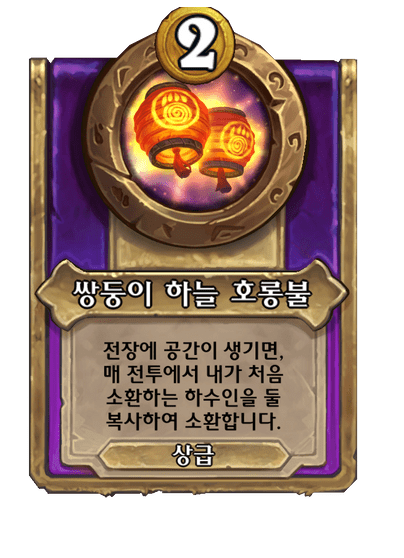 2
쌍둥이 하늘 호롱불
전장에 공간이 생기면,
매 전투에서 내가 처음
소환하는 하수인을 둘
복사하여 소환합니다.
상급